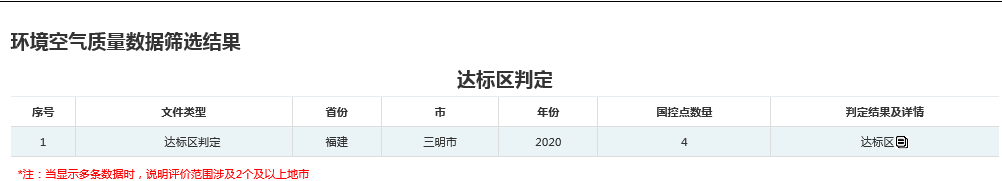 环境空气质量数据筛选结果
达标区判定
序号 文件类型 省份 市 年份 国控点数量 判定结果及详情
1 达标区判定 福建 三明市 2020 4 达标区
*注：当显示多条数据时，说明评价范围涉及2个及以上地市